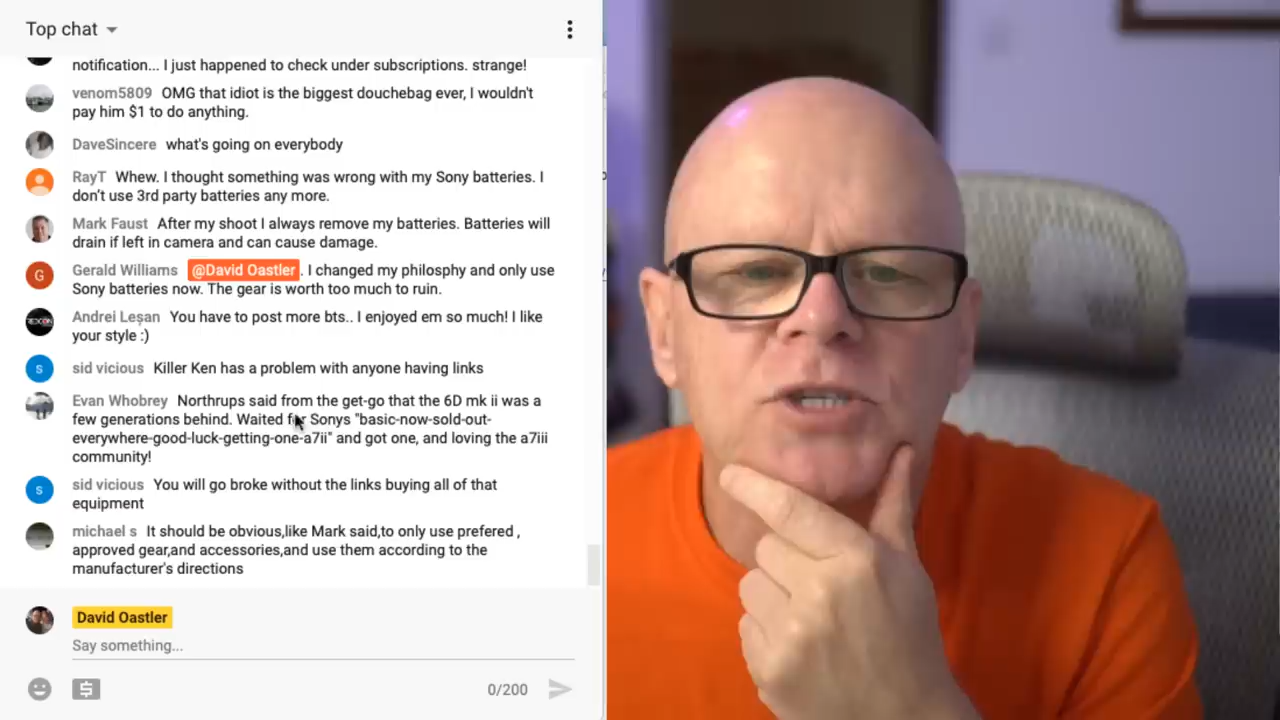 Top chat
notification... I just happened to check under subscriptions. strange!
venom5809 OMG that idiot is the biggest douchebag ever, I wouldn't
pay him $1 to do anything.
DaveSincere what's going on everybody
RayT Whew. I thought something was wrong with my Sony batteries. I
don't use 3rd party batteries any more.
Mark Faust After my shoot I always remove my batteries. Batteries will
drain if left in camera and can cause damage.
G
Gerald Williams @David Oastler. I changed my philosphy and only use
Sony batteries now. The gear is worth too much to ruin.
Andrei Leșan You have to post more bts.. I enjoyed em so much! I like
your style :)
s
sid vicious Killer Ken has a problem with anyone having links
Evan Whobrey Northrups said from the get-go that the 6D mk ii was a
few generations behind. Waited for Sonys "basic-now-sold-out-
everywhere-good-luck-getting-one-a7ii" and got one, and loving the a7iii
community!
s
sid vicious You will go broke without the links buying all of that
equipment
michael s It should be obvious,like Mark said,to only use prefered ,
approved gear,and accessories,and use them according to the
manufacturer's directions
David Oastler
Say something...
$
0/200